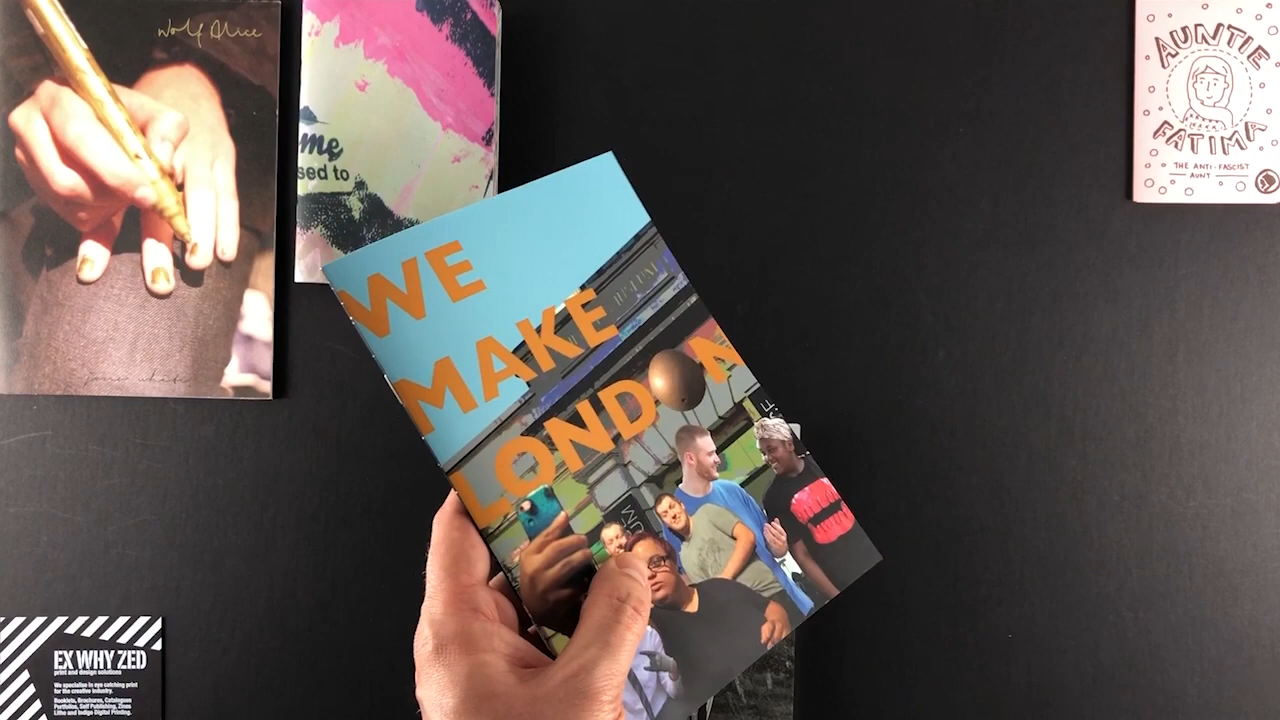 Wolf Alice
me
sed to
AUNTIE
FATIMA
THE ANTI-FASCIST
AUNT
WE
MAKE
LONDON
UM
EX WHY ZED
print and design solutions
We specialise in eye catching print
for the creative industry.
Booklets, Brochures, Catalogues
Portfolios, Self Publishing, Zines
Litho and Indigo Digital Printing.